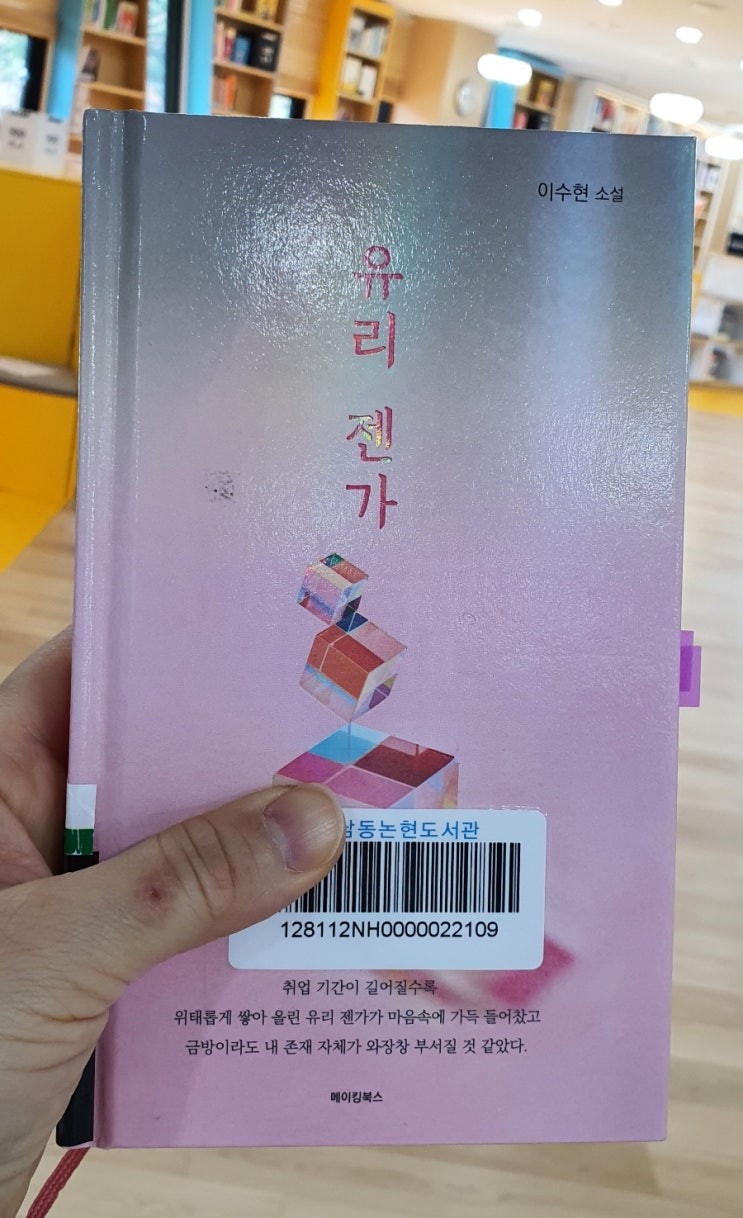 이수현 소설
유리 젠가
남동논현도서관
128112NH0000022109
취업 기간이 길어질수록
위태롭게 쌓아 올린 유리 젠가가 마음속에 가득 들어찼고
금방이라도 내 존재 자체가 와장창 부서질 것 같았다.
메이킹북스